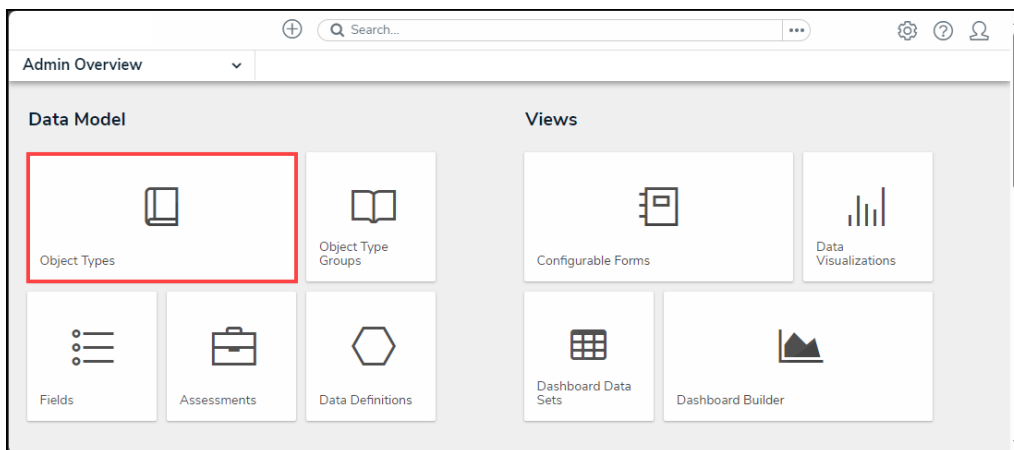 Search...
Admin Overview
Data Model
Views
Object Types
Object Type
Groups
Configurable Forms
Data
Visualizations
Fields
Assessments
Data Definitions
Dashboard Data
Sets
Dashboard Builder